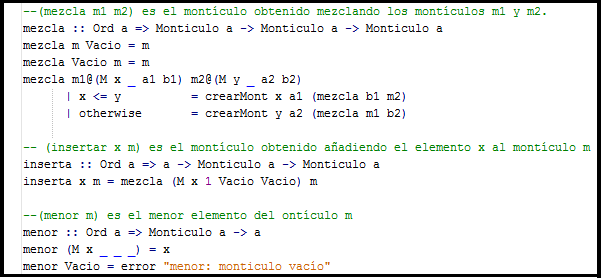 --(mezcla m1 m2) es el montículo obtenido mezclando los montículos m1 y m2.
mezcla :: Ord a => Monticulo a -> Monticulo a -> Monticulo a
mezcla m Vacio = m
mezcla Vacio m = m
mezcla m1@(M x _ a1 b1) m2@(M y _ a2 b2)
| x <= y = crearMont x a1 (mezcla b1 m2)
| otherwise = crearMont y a2 (mezcla m1 b2)
-- (insertar x m) es el montículo obtenido añadiendo el elemento x al montículo m
inserta :: Ord a => a -> Monticulo a -> Monticulo a
inserta x m = mezcla (M x 1 Vacio Vacio) m
--(menor m) es el menor elemento del ontículo m
menor :: Ord a => Monticulo a -> a
menor (M x _ _ _) = x
menor Vacio = error "menor: monticulo vacío"